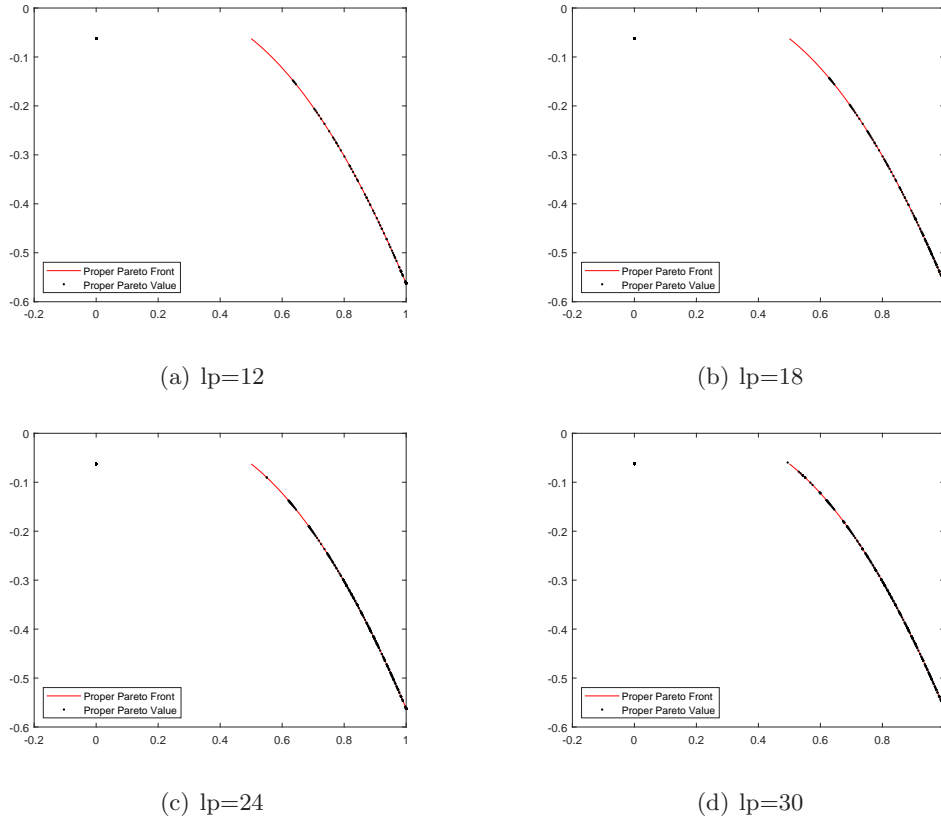 0
-0.1
-0.2
-0.3
-0.4
-0.5
-0.6
-0.2 0 0.2 0.4 0.6 0.8 1
Proper Pareto Front
Proper Pareto Value
(a) lp=12
0
-0.1
-0.2
-0.3
-0.4
-0.5
-0.6
-0.2 0 0.2 0.4 0.6 0.8
Proper Pareto Front
Proper Pareto Value
(b) lp=18
0
-0.1
-0.2
-0.3
-0.4
-0.5
-0.6
-0.2 0 0.2 0.4 0.6 0.8 1
Proper Pareto Front
Proper Pareto Value
(c) lp=24
0
-0.1
-0.2
-0.3
-0.4
-0.5
-0.6
-0.2 0 0.2 0.4 0.6 0.8
Proper Pareto Front
Proper Pareto Value
(d) lp=30